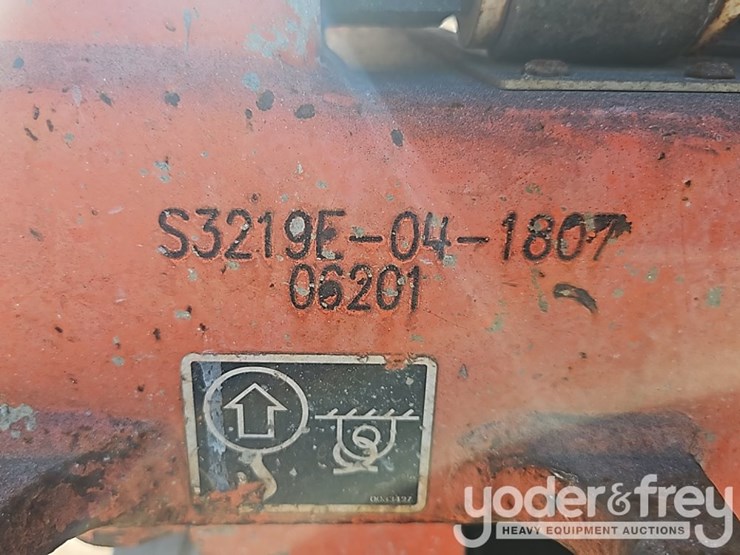 S3219E-04-1807
06201
yoder&frey
HEAVY EQUIPMENT AUCTIONS